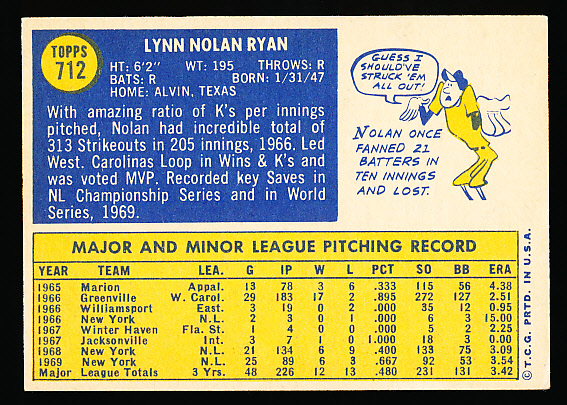 TOPPS
712
LYNN NOLAN RYAN
HT: 6'2" WT: 195 THROWS: R
BATS: R BORN: 1/31/47
HOME: ALVIN, TEXAS
With amazing ratio of K's per innings
pitched, Nolan had incredible total of
313 Strikeouts in 205 innings, 1966. Led
West. Carolinas Loop in Wins & K's and
was voted MVP. Recorded key Saves in
NL Championship Series and in World
Series, 1969.
GUESS I
SHOULD'VE
STRUCK 'EM
ALL OUT!
NOLAN ONCE
FANNED 21
BATTERS IN
TEN INNINGS
AND LOST.
MAJOR AND MINOR LEAGUE PITCHING RECORD
YEAR TEAM LEA. G IP W L PCT SO BB ERA
1965 Marion Appal. 13 78 3 6 .333 115 56 4.38
1966 Greenville W. Carol. 29 183 17 2 .895 272 127 2.51
1966 Williamsport East. 3 19 0 2 .000 35 12 0.95
1966 New York N.L. 2 3 0 1 .000 6 3 15.00
1967 Winter Haven Fla. St. 1 4 0 0 .000 5 2 2.25
1967 Jacksonville Int. 3 7 1 0 1.000 18 3 0.00
1968 New York N.L. 21 134 6 9 .400 133 75 3.09
1969 New York N.L. 25 89 6 3 .667 92 53 3.54
Major League Totals 3 Yrs. 48 226 12 13 .480 231 131 3.42
© T.C.G. PRTD. IN U.S.A.